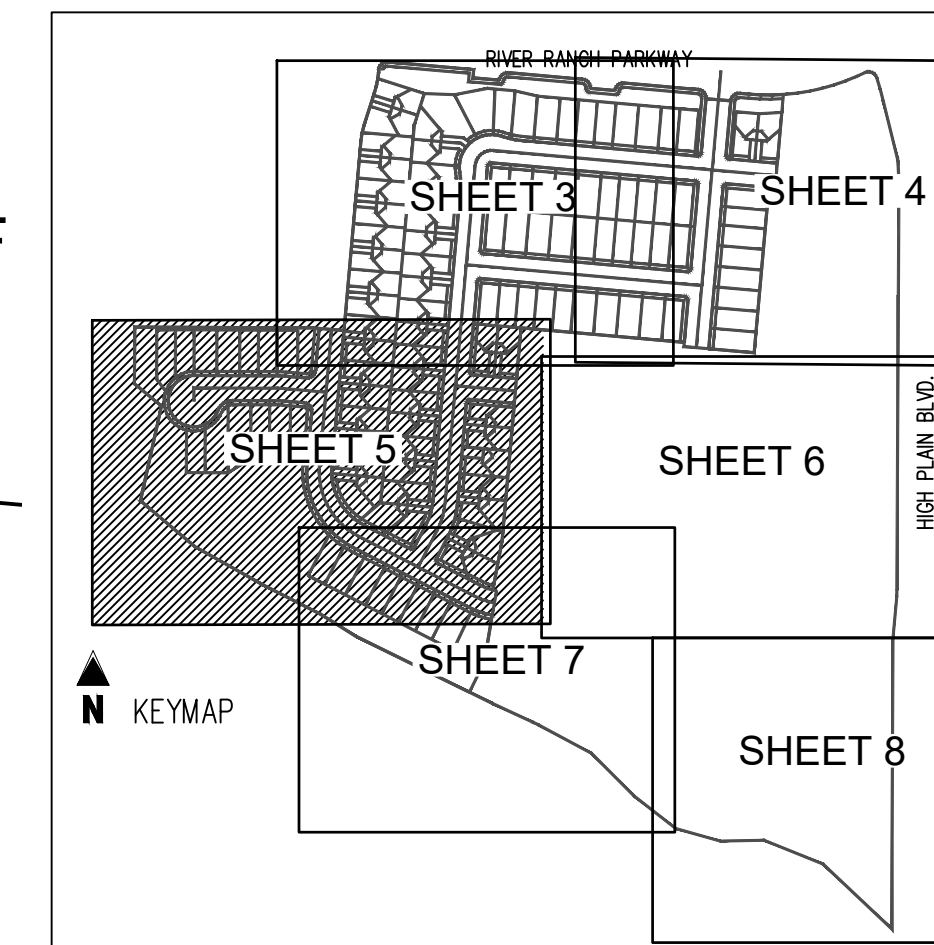 RIVER RANCH PARKWAY
SHEET 3
SHEET 4
SHEET 5
SHEET 6
HIGH PLAIN BLVD.
SHEET 7
N KEYMAP
SHEET 8